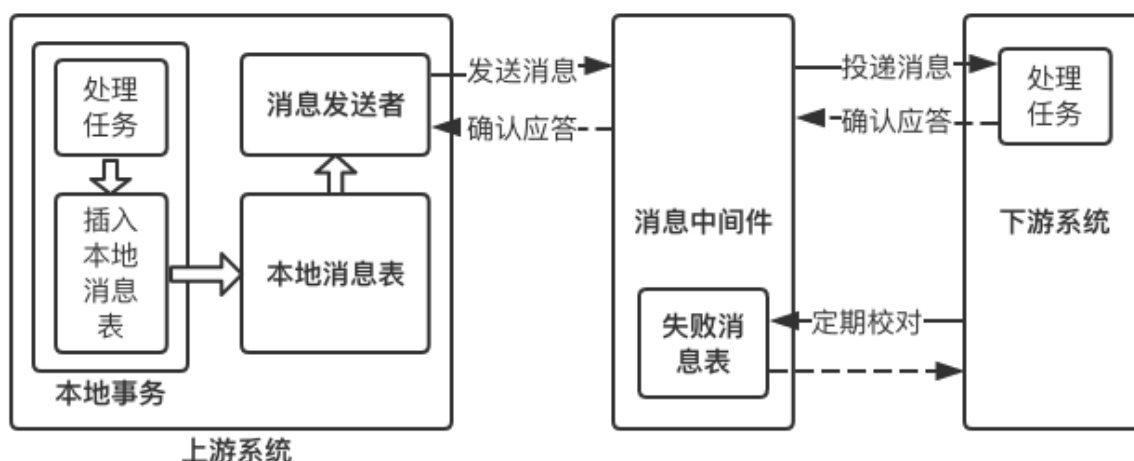 处理
任务
插入
本地
消息
表
本地事务
消息发送者
本地消息表
上游系统
发送消息
确认应答
消息中间件
失败消
息表
投递消息
确认应答
定期校对
处理
任务
下游系统